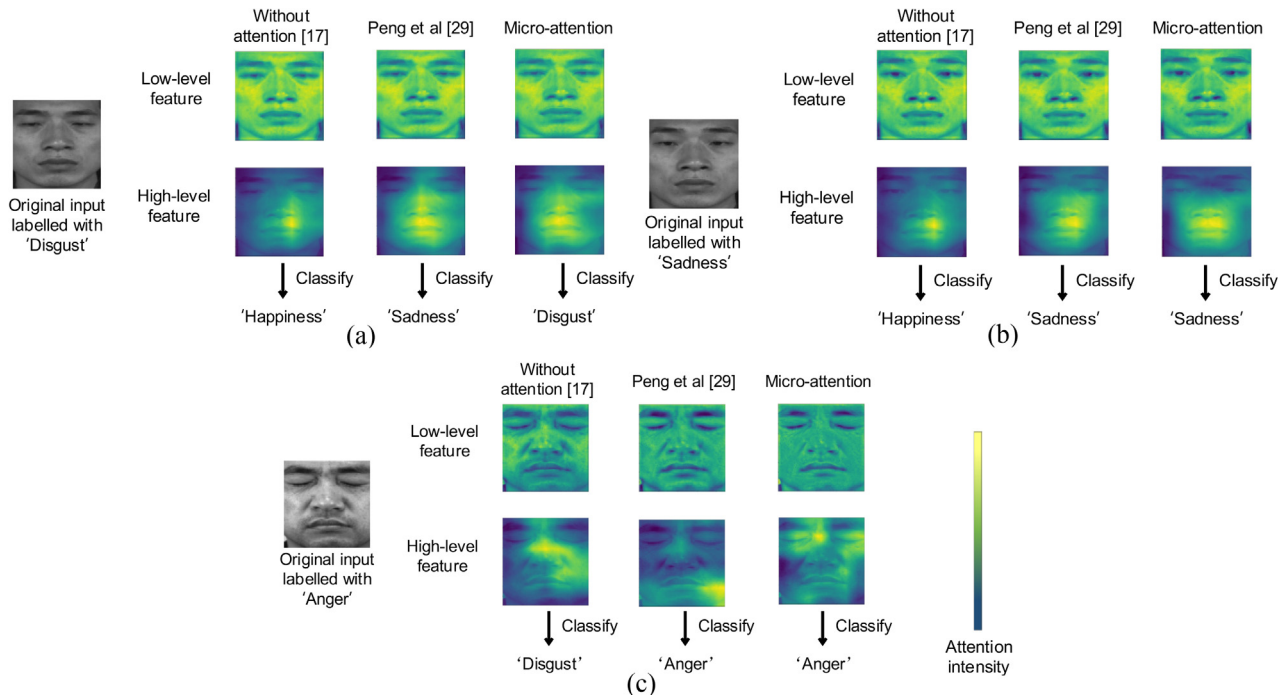 Without
attention [17]
Peng et al [29]
Micro-attention
Low-level
feature
High-level
feature
Original input
labelled with
'Disgust'
Classify
Classify
Classify
'Happiness'
'Sadness'
'Disgust'
(a)
Without
attention [17]
Peng et al [29]
Micro-attention
Low-level
feature
High-level
feature
Original input
labelled with
'Sadness'
Classify
Classify
Classify
'Happiness'
'Sadness'
'Sadness'
(b)
Without
attention [17]
Peng et al [29]
Micro-attention
Low-level
feature
High-level
feature
Original input
labelled with
'Anger'
Classify
Classify
Classify
'Disgust'
'Anger'
'Anger'
(c)
Attention
intensity